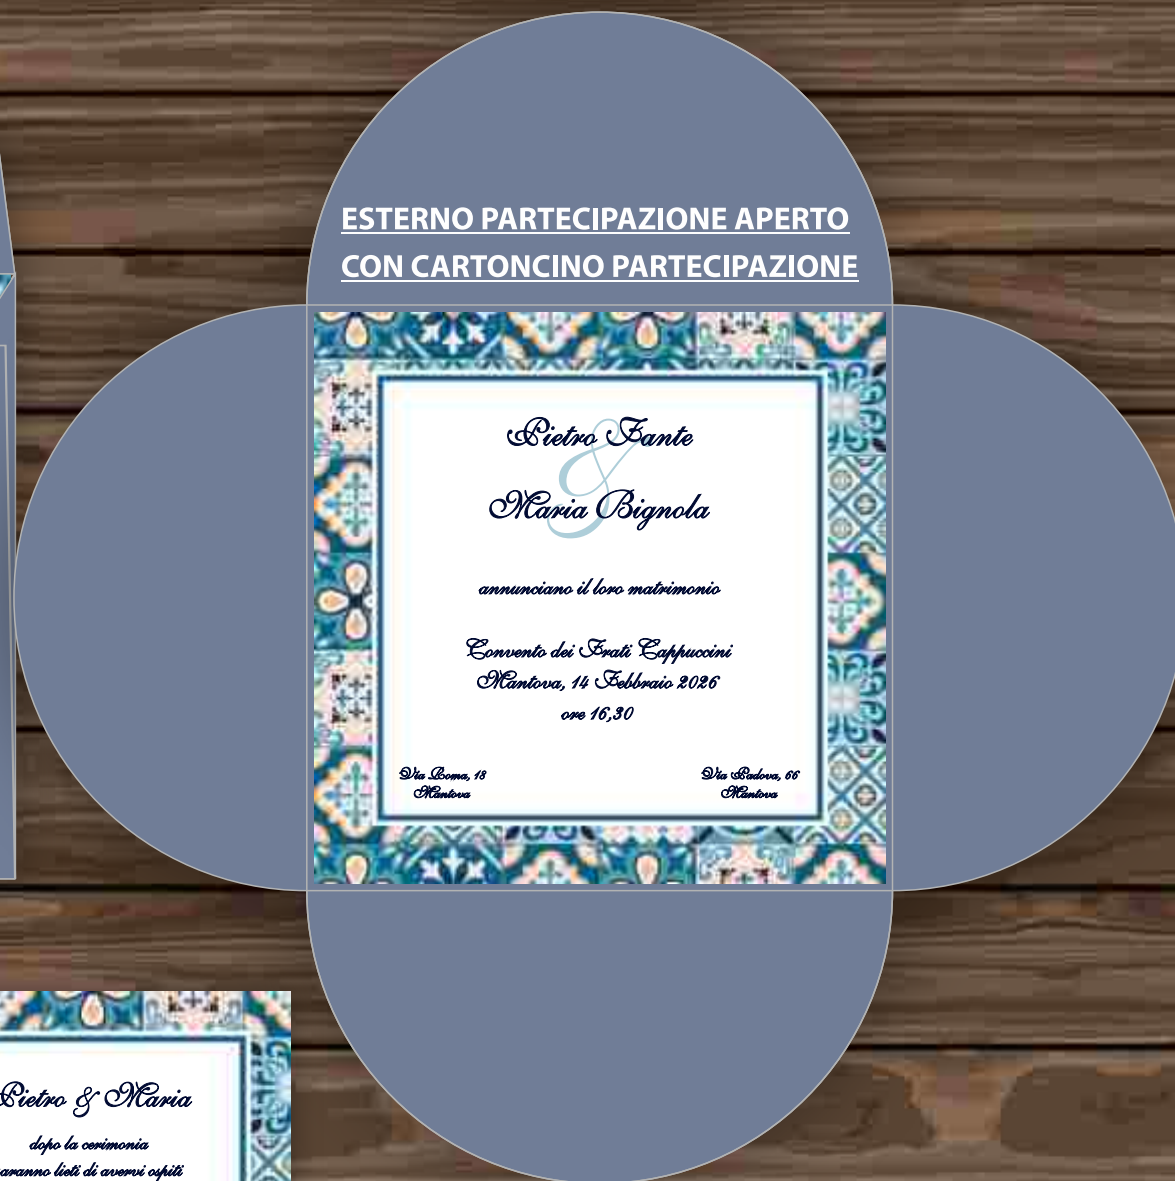 ESTERNO PARTECIPAZIONE APERTO
CON CARTONCINO PARTECIPAZIONE
Pietro Fante
&
Maria Bignola
annunciano il loro matrimonio
Convento dei Frati Cappuccini
Mantova, 14 Febbraio 2026
ore 16,30
Via Roma, 18
Mantova
Via Padova, 66
Mantova
Pietro & Maria
dopo la cerimonia
aranno lieti di avervi ospiti